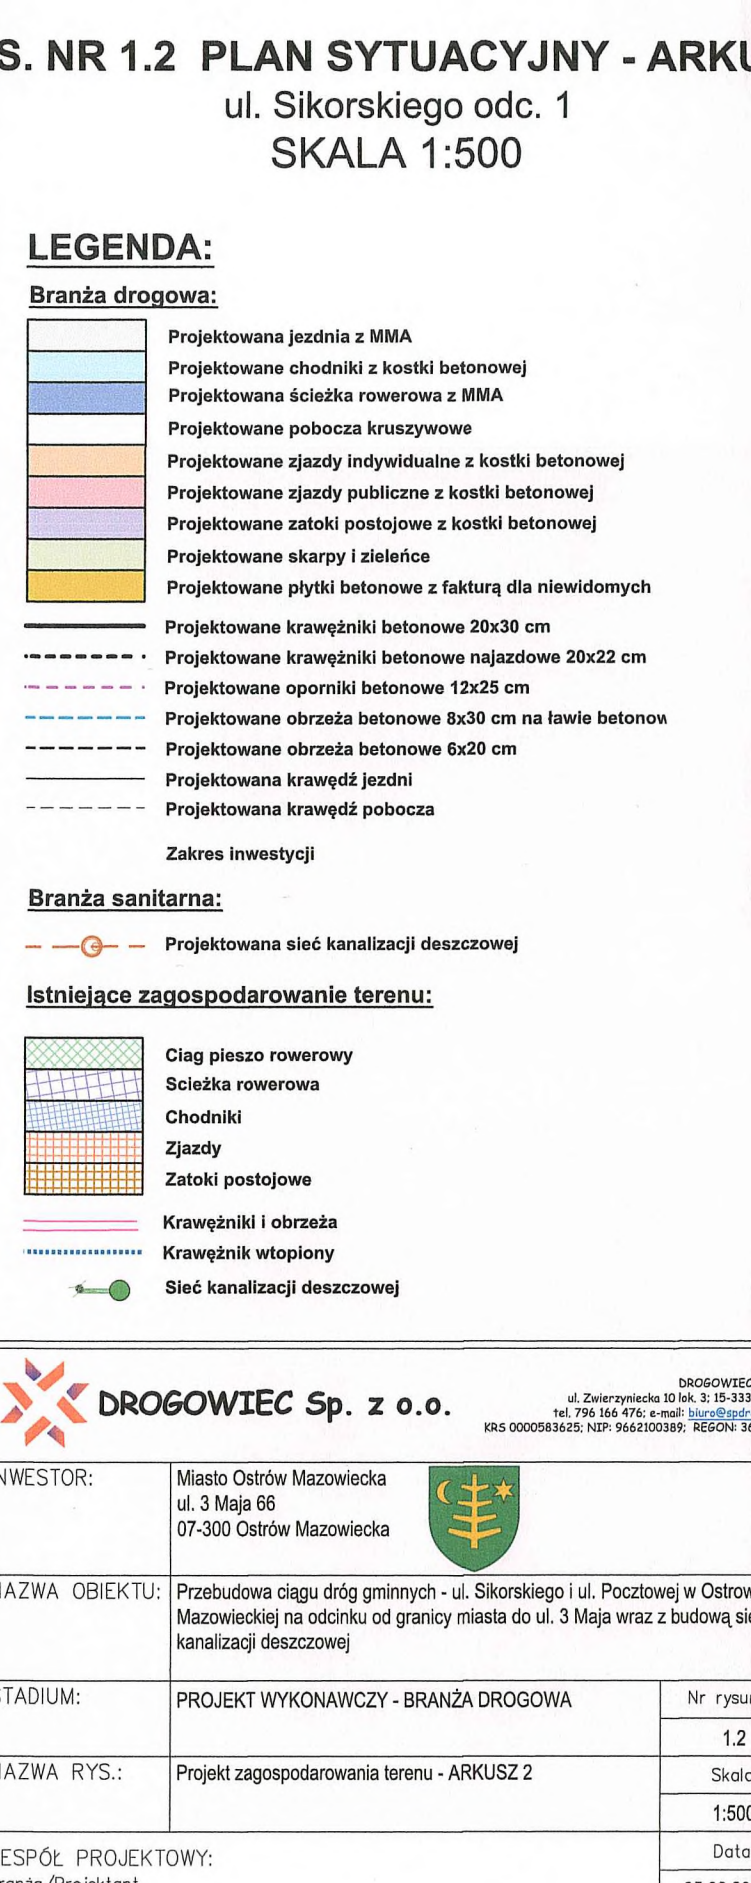 S. NR 1.2 PLAN SYTUACYJNY - ARKU
ul. Sikorskiego odc. 1
SKALA 1:500
LEGENDA:
Branża drogowa:
Projektowana jezdnia z MMA
Projektowane chodniki z kostki betonowej
Projektowana ścieżka rowerowa z MMA
Projektowane pobocza kruszywowe
Projektowane zjazdy indywidualne z kostki betonowej
Projektowane zjazdy publiczne z kostki betonowej
Projektowane zatoki postojowe z kostki betonowej
Projektowane skarpy i zieleńce
Projektowane płytki betonowe z fakturą dla niewidomych
Projektowane krawężniki betonowe 20x30 cm
Projektowane krawężniki betonowe najazdowe 20x22 cm
Projektowane oporniki betonowe 12x25 cm
Projektowane obrzeża betonowe 8x30 cm na ławie betonow
Projektowane obrzeża betonowe 6x20 cm
Projektowana krawędź jezdni
Projektowana krawędź pobocza
Zakres inwestycji
Branża sanitarna:
Projektowana sieć kanalizacji deszczowej
Istniejące zagospodarowanie terenu:
Ciag pieszo rowerowy
Scieżka rowerowa
Chodniki
Zjazdy
Zatoki postojowe
Krawężniki i obrzeża
Krawężnik wtopiony
Sieć kanalizacji deszczowej
DROGOWIEC Sp. z o.o.
DROGOWIEC
ul. Zwierzyniecka 10 lok. 3; 15-333
tel. 796 166 476; e-mail: biuro@spdr
KRS 0000583625; NIP: 9662100389; REGON: 36
NWESTOR:
Miasto Ostrów Mazowiecka
ul. 3 Maja 66
07-300 Ostrów Mazowiecka
NAZWA OBIEKTU:
Przebudowa ciągu dróg gminnych - ul. Sikorskiego i ul. Pocztowej w Ostrow
Mazowieckiej na odcinku od granicy miasta do ul. 3 Maja wraz z budową sie
kanalizacji deszczowej
STADIUM:
PROJEKT WYKONAWCZY - BRANŻA DROGOWA
Nr rysu
1.2
NAZWA RYS.:
Projekt zagospodarowania terenu - ARKUSZ 2
Skala
1:500
ESPÓŁ PROJEKTOWY:
Data